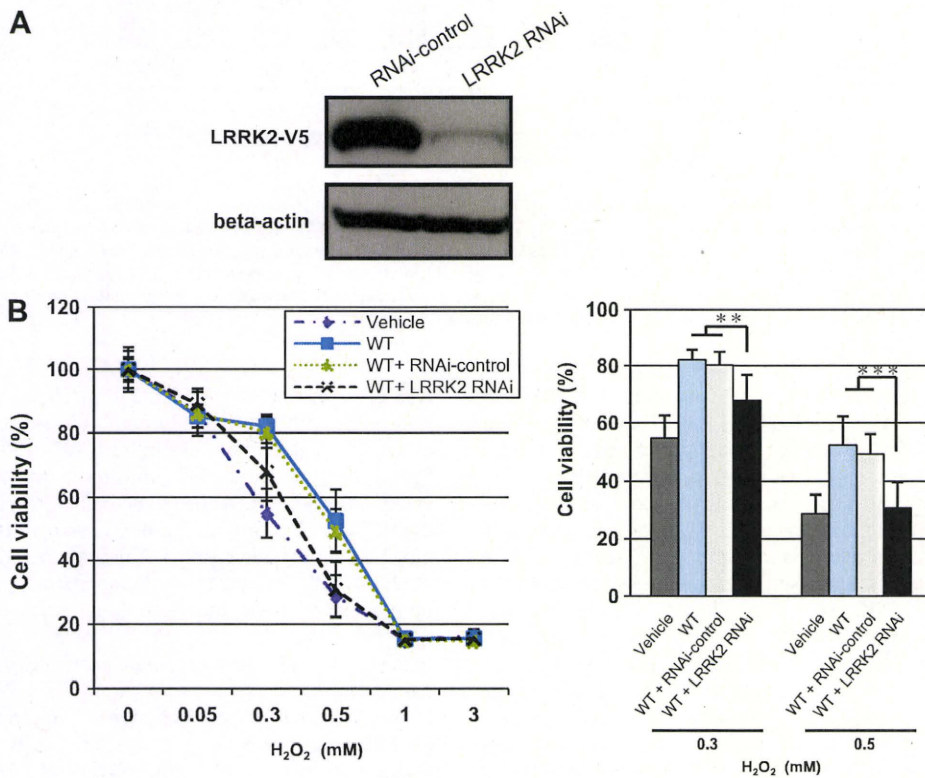 A
RNAi-control
LRRK2 RNAi
LRRK2-V5
beta-actin
B
120
100
80
60
40
20
0
Cell viability (%)
Vehicle
WT
WT+ RNAi-control
WT+ LRRK2 RNAi
0 0.05 0.3 0.5 1 3
H₂O₂ (mM)
100
80
60
40
20
0
Cell viability (%)
**
***
Vehicle
WT
WT + RNAi-control
WT + LRRK2 RNAi
Vehicle
WT
WT + RNAi-control
WT + LRRK2 RNAi
0.3 0.5
H₂O₂ (mM)